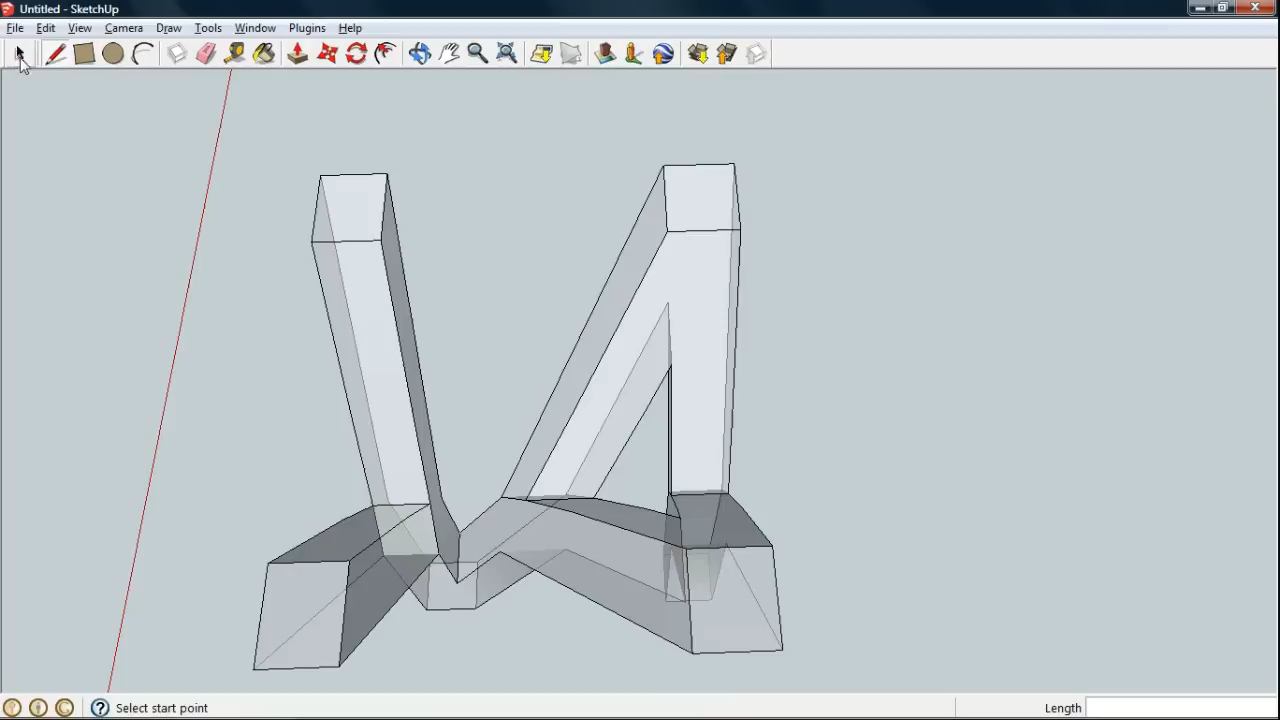 Untitled - SketchUp
File Edit View Camera Draw Tools Window Plugins Help
Select start point Length